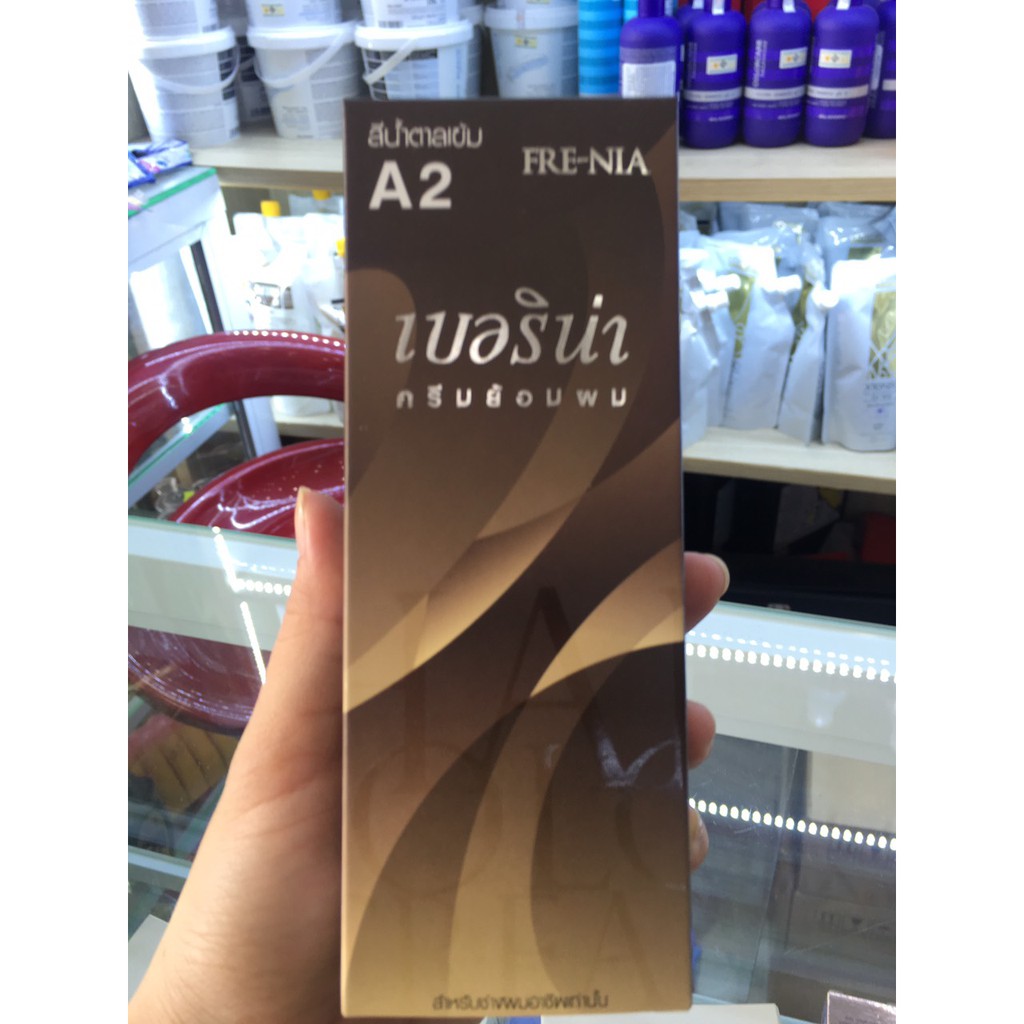 สีน้ำตาลเข้ม
A2
FRE-NIA
เบอริน่า
ครีมย้อมผม
สำหรับช่างผมอาชีพเท่านั้น